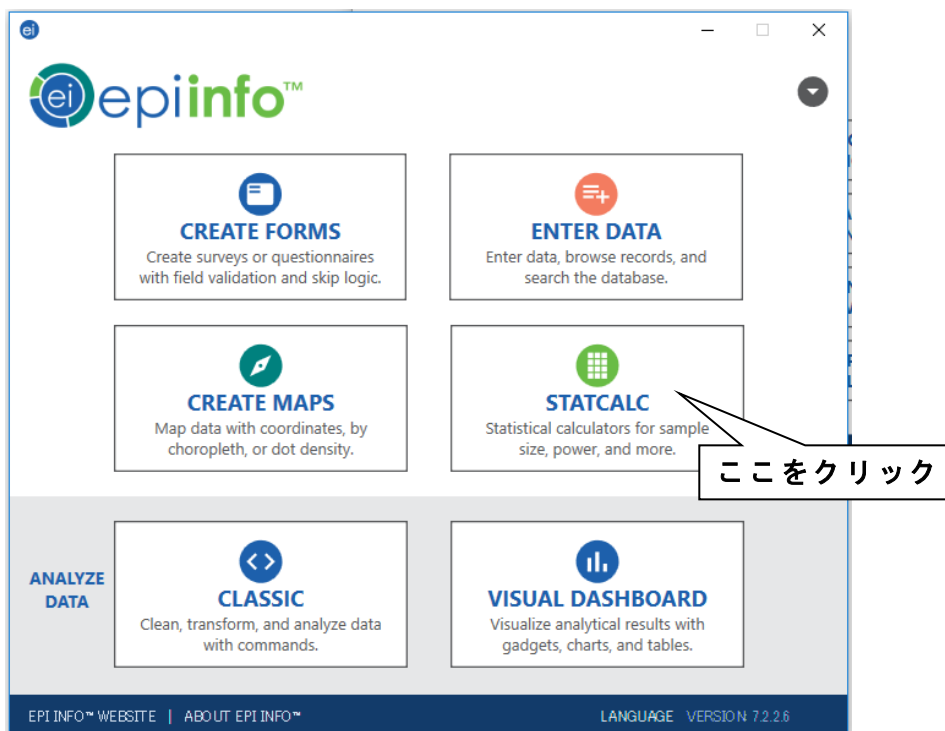 ei
ei epiinfo™
CREATE FORMS
Create surveys or questionnaires
with field validation and skip logic.
ENTER DATA
Enter data, browse records, and
search the database.
CREATE MAPS
Map data with coordinates, by
choropleth, or dot density.
STATCALC
Statistical calculators for sample
size, power, and more.
ここをクリック
ANALYZE
DATA
CLASSIC
Clean, transform, and analyze data
with commands.
VISUAL DASHBOARD
Visualize analytical results with
gadgets, charts, and tables.
EPI INFO™ WEBSITE | ABOUT EPI INFO™
LANGUAGE VERSION 7.2.2.6